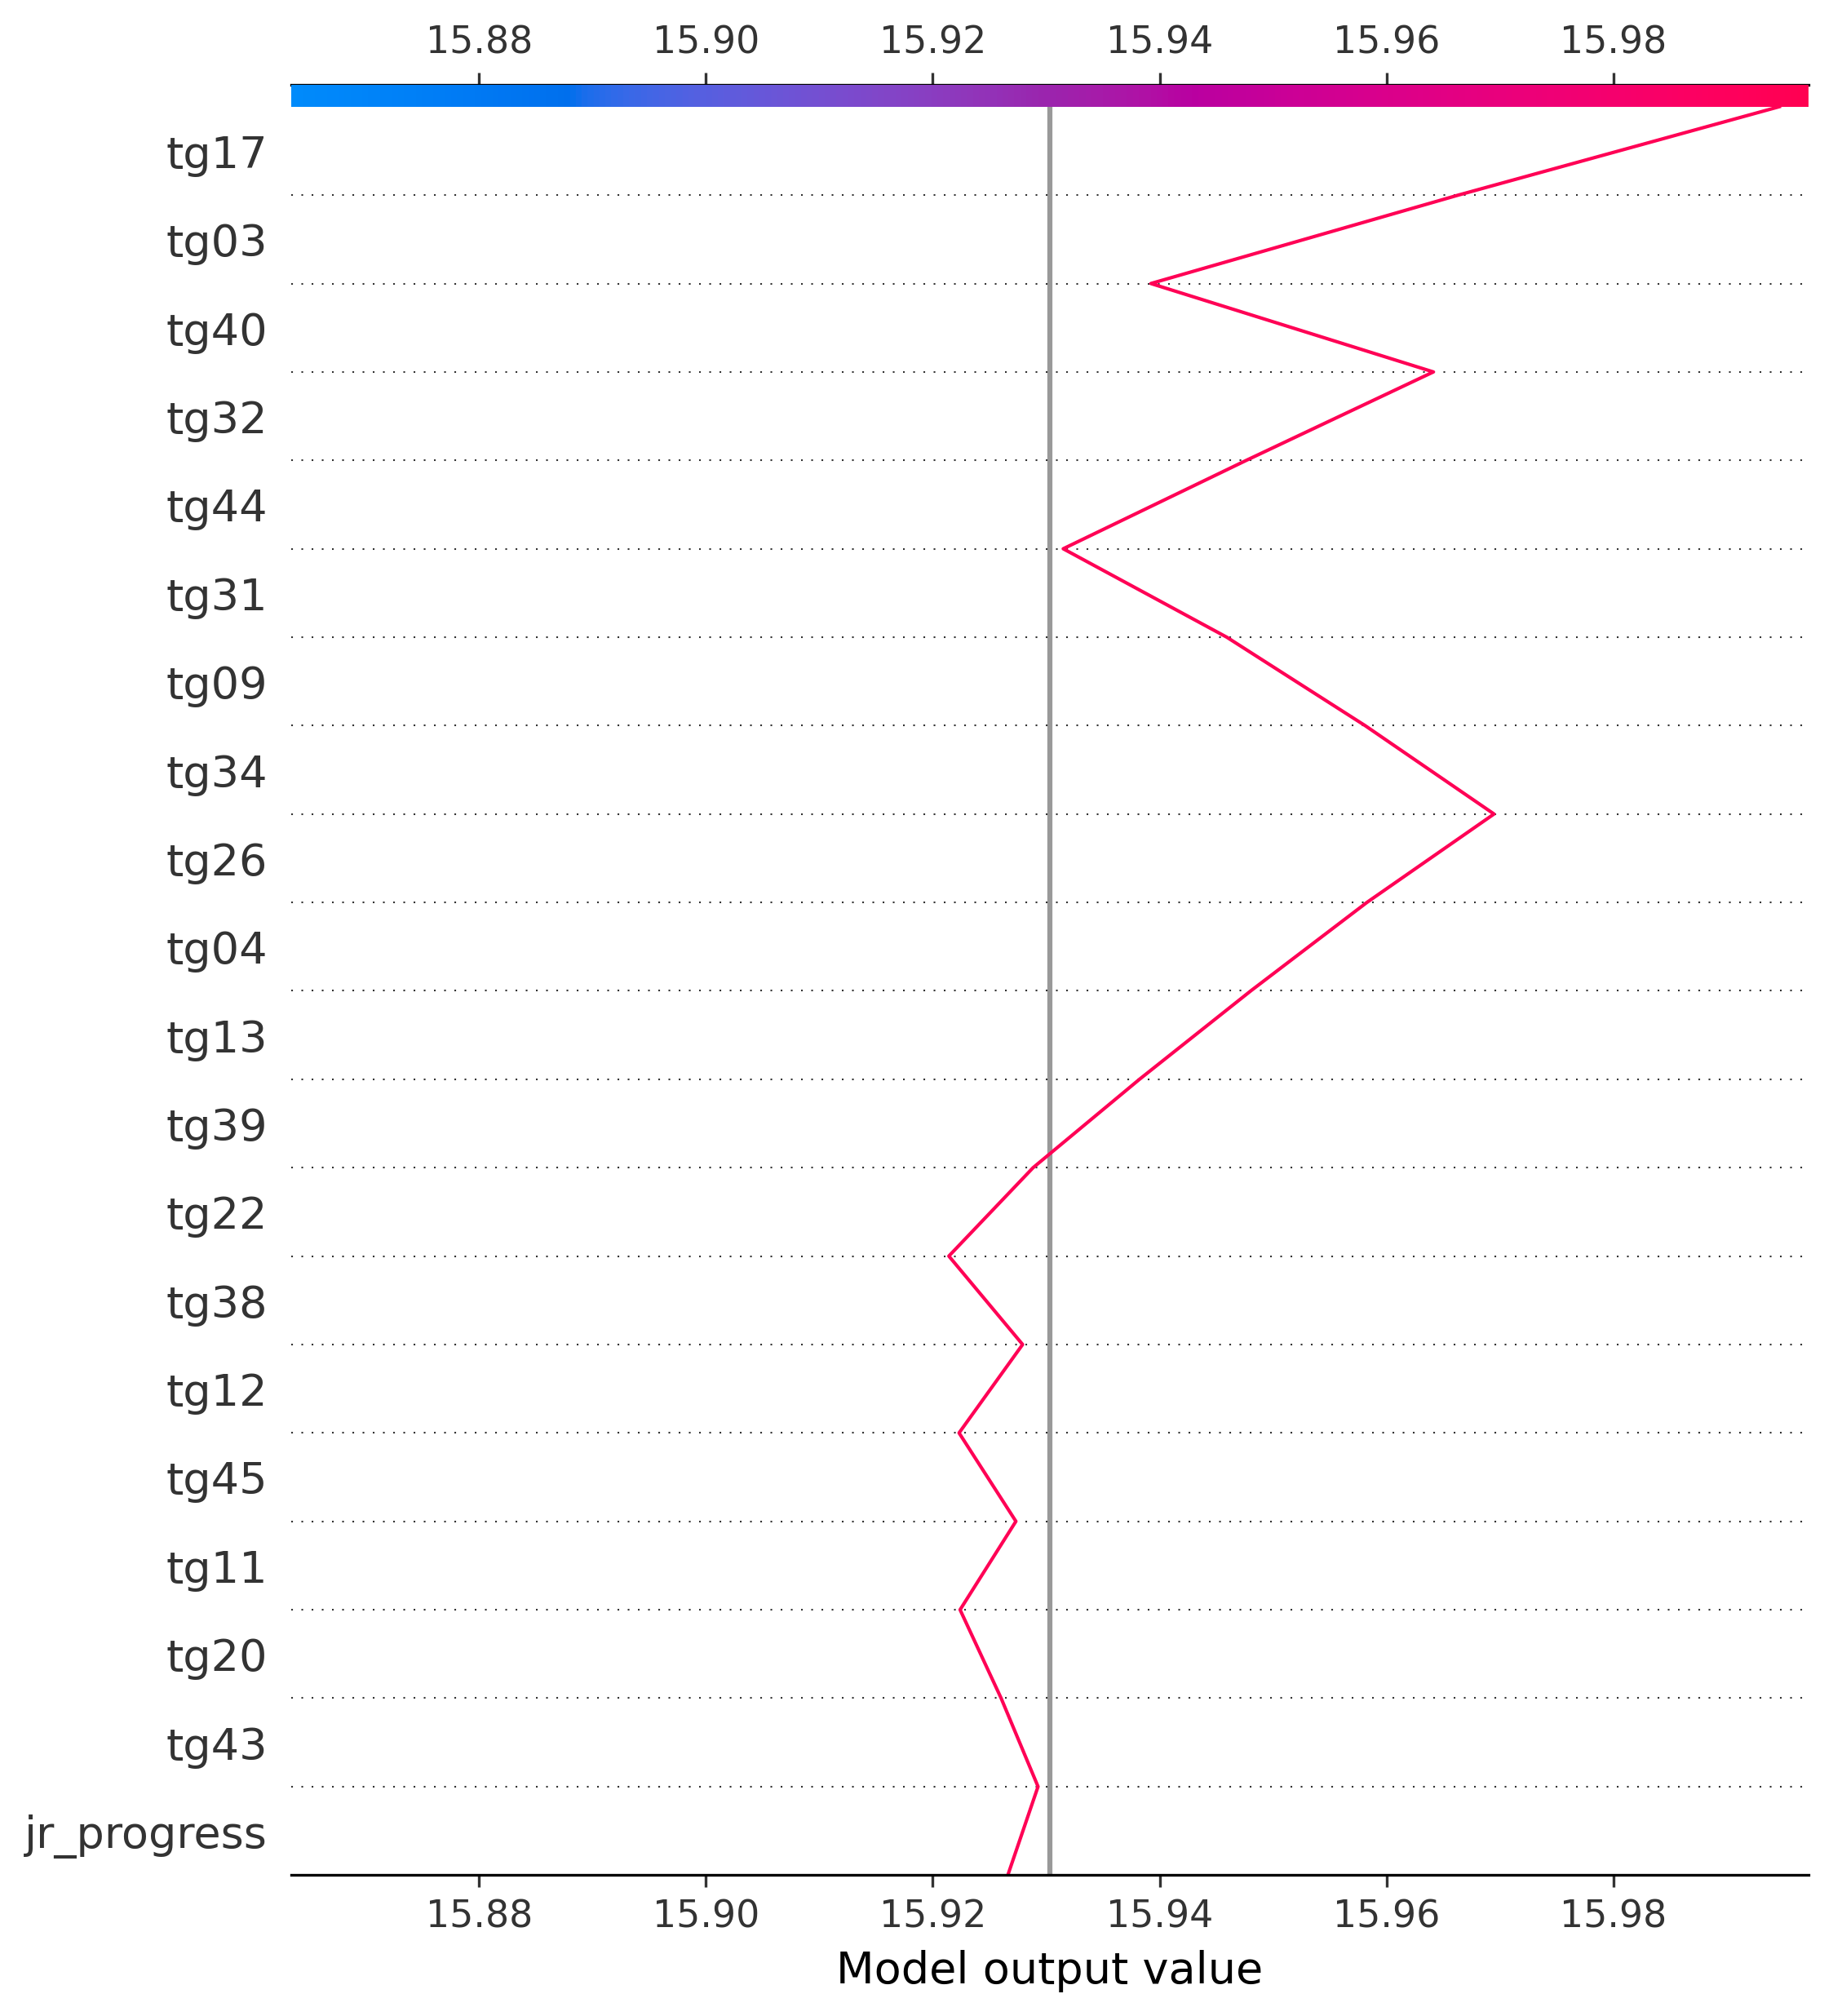 15.88 15.90 15.92 15.94 15.96 15.98
tg17
tg03
tg40
tg32
tg44
tg31
tg09
tg34
tg26
tg04
tg13
tg39
tg22
tg38
tg12
tg45
tg11
tg20
tg43
jr_progress
15.88 15.90 15.92 15.94 15.96 15.98
Model output value